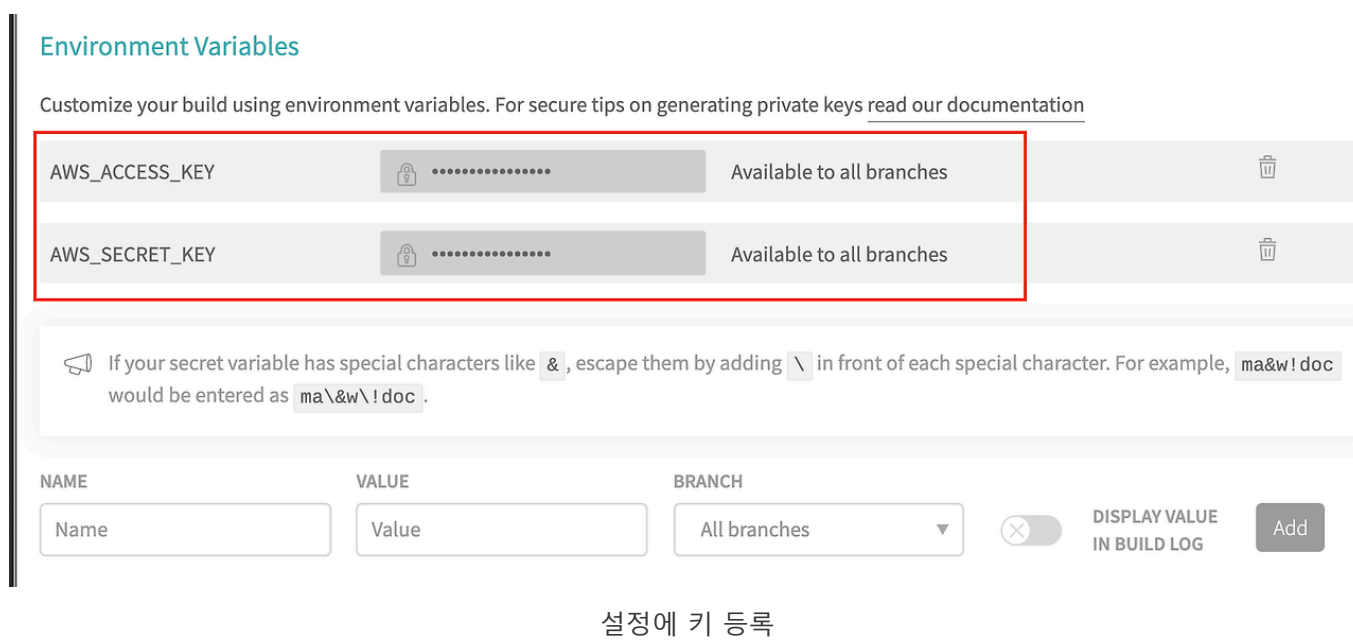 Environment Variables
Customize your build using environment variables. For secure tips on generating private keys read our documentation
AWS_ACCESS_KEY •••••••••••••••• Available to all branches
AWS_SECRET_KEY •••••••••••••••• Available to all branches
If your secret variable has special characters like & , escape them by adding \ in front of each special character. For example, ma&w!doc
would be entered as ma\&w\!doc .
NAME VALUE BRANCH
Name Value All branches DISPLAY VALUE IN BUILD LOG Add
설정에 키 등록